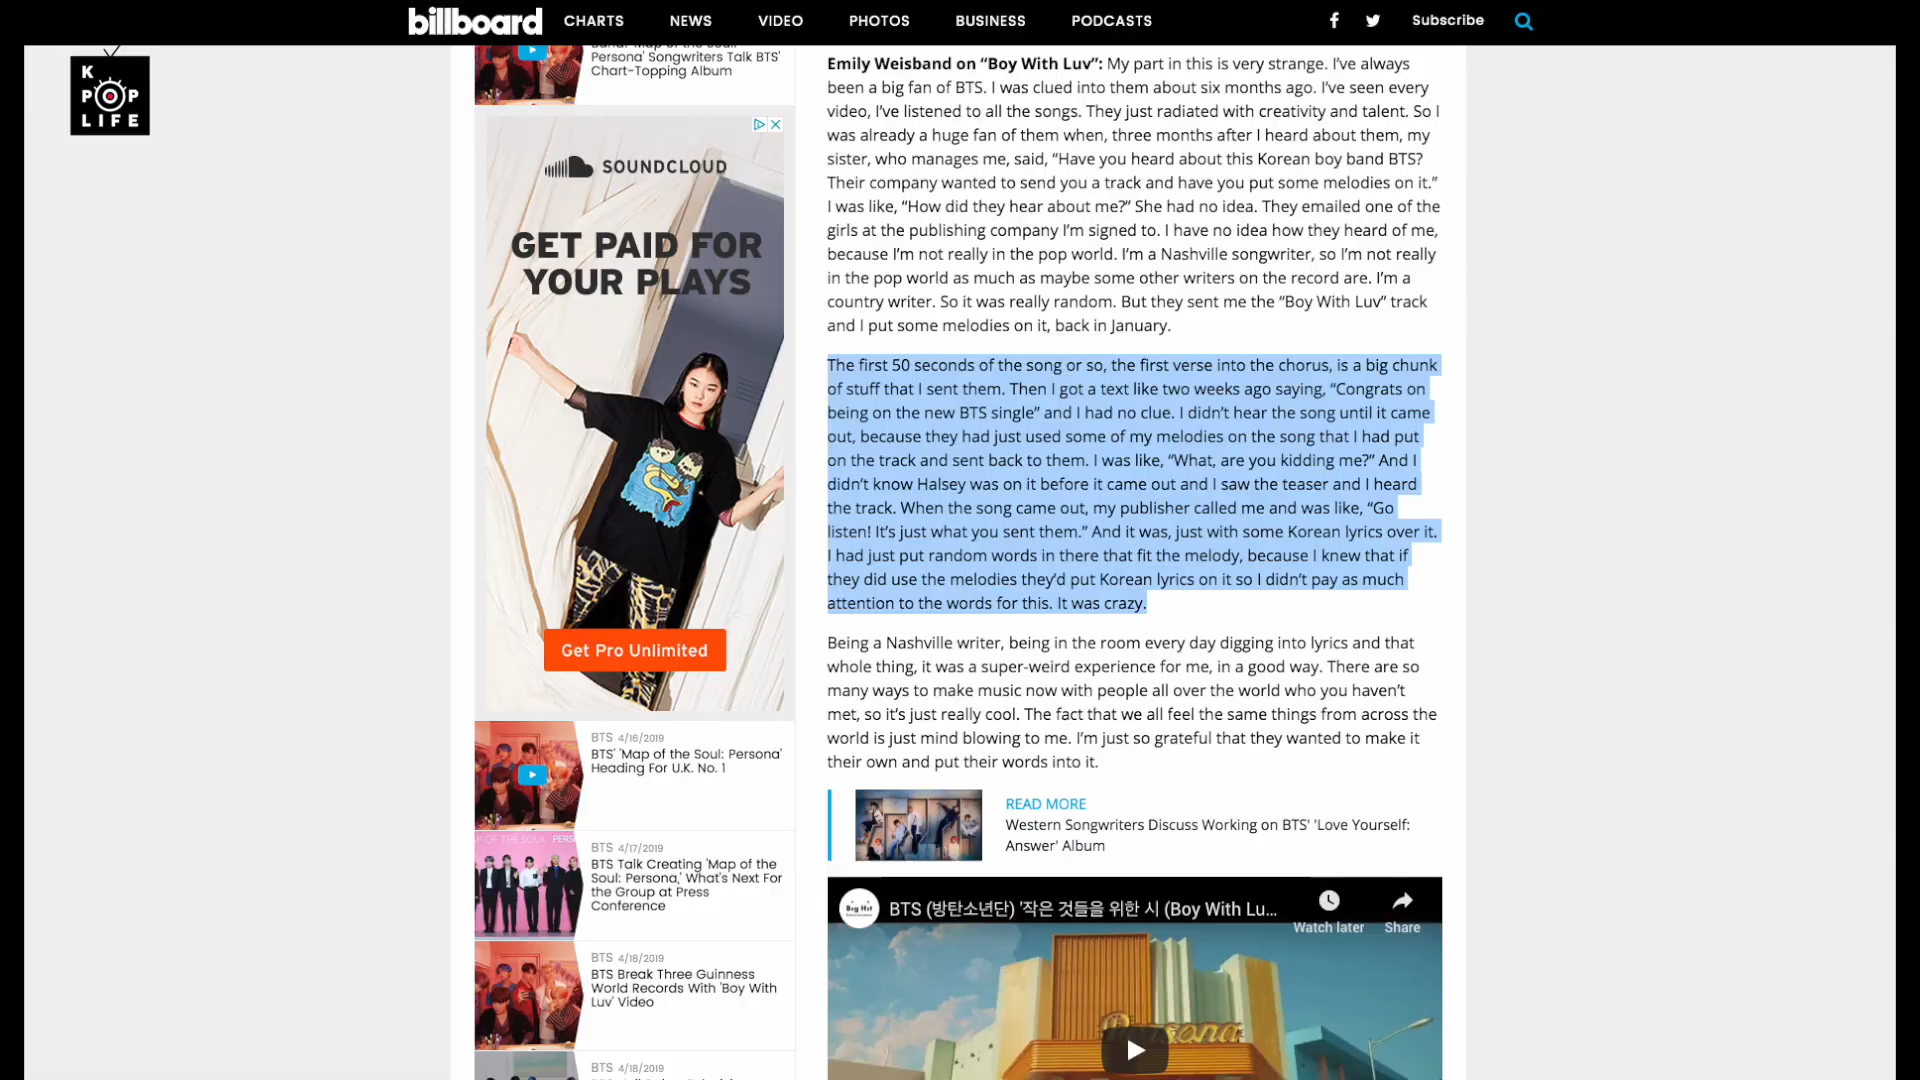 billboard CHARTS NEWS VIDEO PHOTOS BUSINESS PODCASTS Subscribe
K
POP
LIFE
Persona' Songwriters Talk BTS'
Chart-Topping Album
SOUNDCLOUD
GET PAID FOR
YOUR PLAYS
Get Pro Unlimited
BTS 4/16/2019
BTS' 'Map of the Soul: Persona'
Heading For U.K. No. 1
BTS 4/17/2019
BTS Talk Creating 'Map of the
Soul: Persona,' What's Next For
the Group at Press
Conference
BTS 4/18/2019
BTS Break Three Guinness
World Records With 'Boy With
Luv' Video
BTS 4/18/2019
Emily Weisband on “Boy With Luv”: My part in this is very strange. I’ve always
been a big fan of BTS. I was clued into them about six months ago. I’ve seen every
video, I’ve listened to all the songs. They just radiated with creativity and talent. So I
was already a huge fan of them when, three months after I heard about them, my
sister, who manages me, said, “Have you heard about this Korean boy band BTS?
Their company wanted to send you a track and have you put some melodies on it.”
I was like, “How did they hear about me?” She had no idea. They emailed one of the
girls at the publishing company I’m signed to. I have no idea how they heard of me,
because I’m not really in the pop world. I’m a Nashville songwriter, so I’m not really
in the pop world as much as maybe some other writers on the record are. I’m a
country writer. So it was really random. But they sent me the “Boy With Luv” track
and I put some melodies on it, back in January.
The first 50 seconds of the song or so, the first verse into the chorus, is a big chunk
of stuff that I sent them. Then I got a text like two weeks ago saying, “Congrats on
being on the new BTS single” and I had no clue. I didn’t hear the song until it came
out, because they had just used some of my melodies on the song that I had put
on the track and sent back to them. I was like, “What, are you kidding me?” And I
didn’t know Halsey was on it before it came out and I saw the teaser and I heard
the track. When the song came out, my publisher called me and was like, “Go
listen! It’s just what you sent them.” And it was, just with some Korean lyrics over it.
I had just put random words in there that fit the melody, because I knew that if
they did use the melodies they’d put Korean lyrics on it so I didn’t pay as much
attention to the words for this. It was crazy.
Being a Nashville writer, being in the room every day digging into lyrics and that
whole thing, it was a super-weird experience for me, in a good way. There are so
many ways to make music now with people all over the world who you haven’t
met, so it’s just really cool. The fact that we all feel the same things from across the
world is just mind blowing to me. I’m just so grateful that they wanted to make it
their own and put their words into it.
READ MORE
Western Songwriters Discuss Working on BTS' 'Love Yourself:
Answer' Album
Big Hit
BTS (방탄소년단) '작은 것들을 위한 시 (Boy With Lu...
Watch later Share
Persona